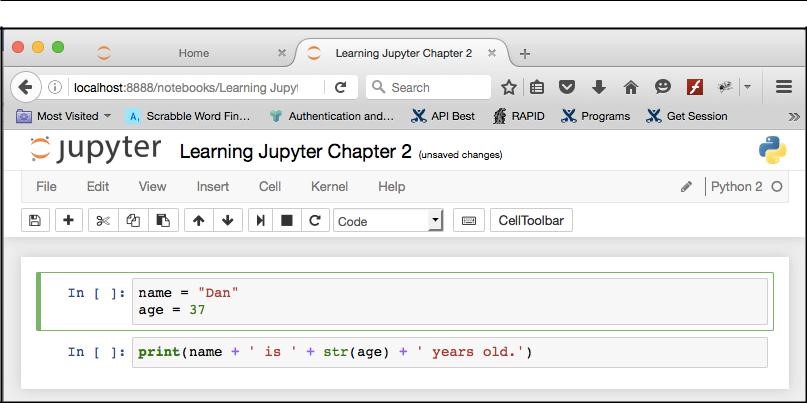 Home
Learning Jupyter Chapter 2
localhost:8888/notebooks/Learning Jupyt
Search
Most Visited
A, Scrabble Word Fin...
Authentication and...
API Best
RAPID
Programs
Get Session
jupyter Learning Jupyter Chapter 2 (unsaved changes)
File Edit View Insert Cell Kernel Help
Python 2
Code
CellToolbar
In [ ]: name = "Dan"
age = 37
In [ ]: print(name + ' is ' + str(age) + ' years old.')